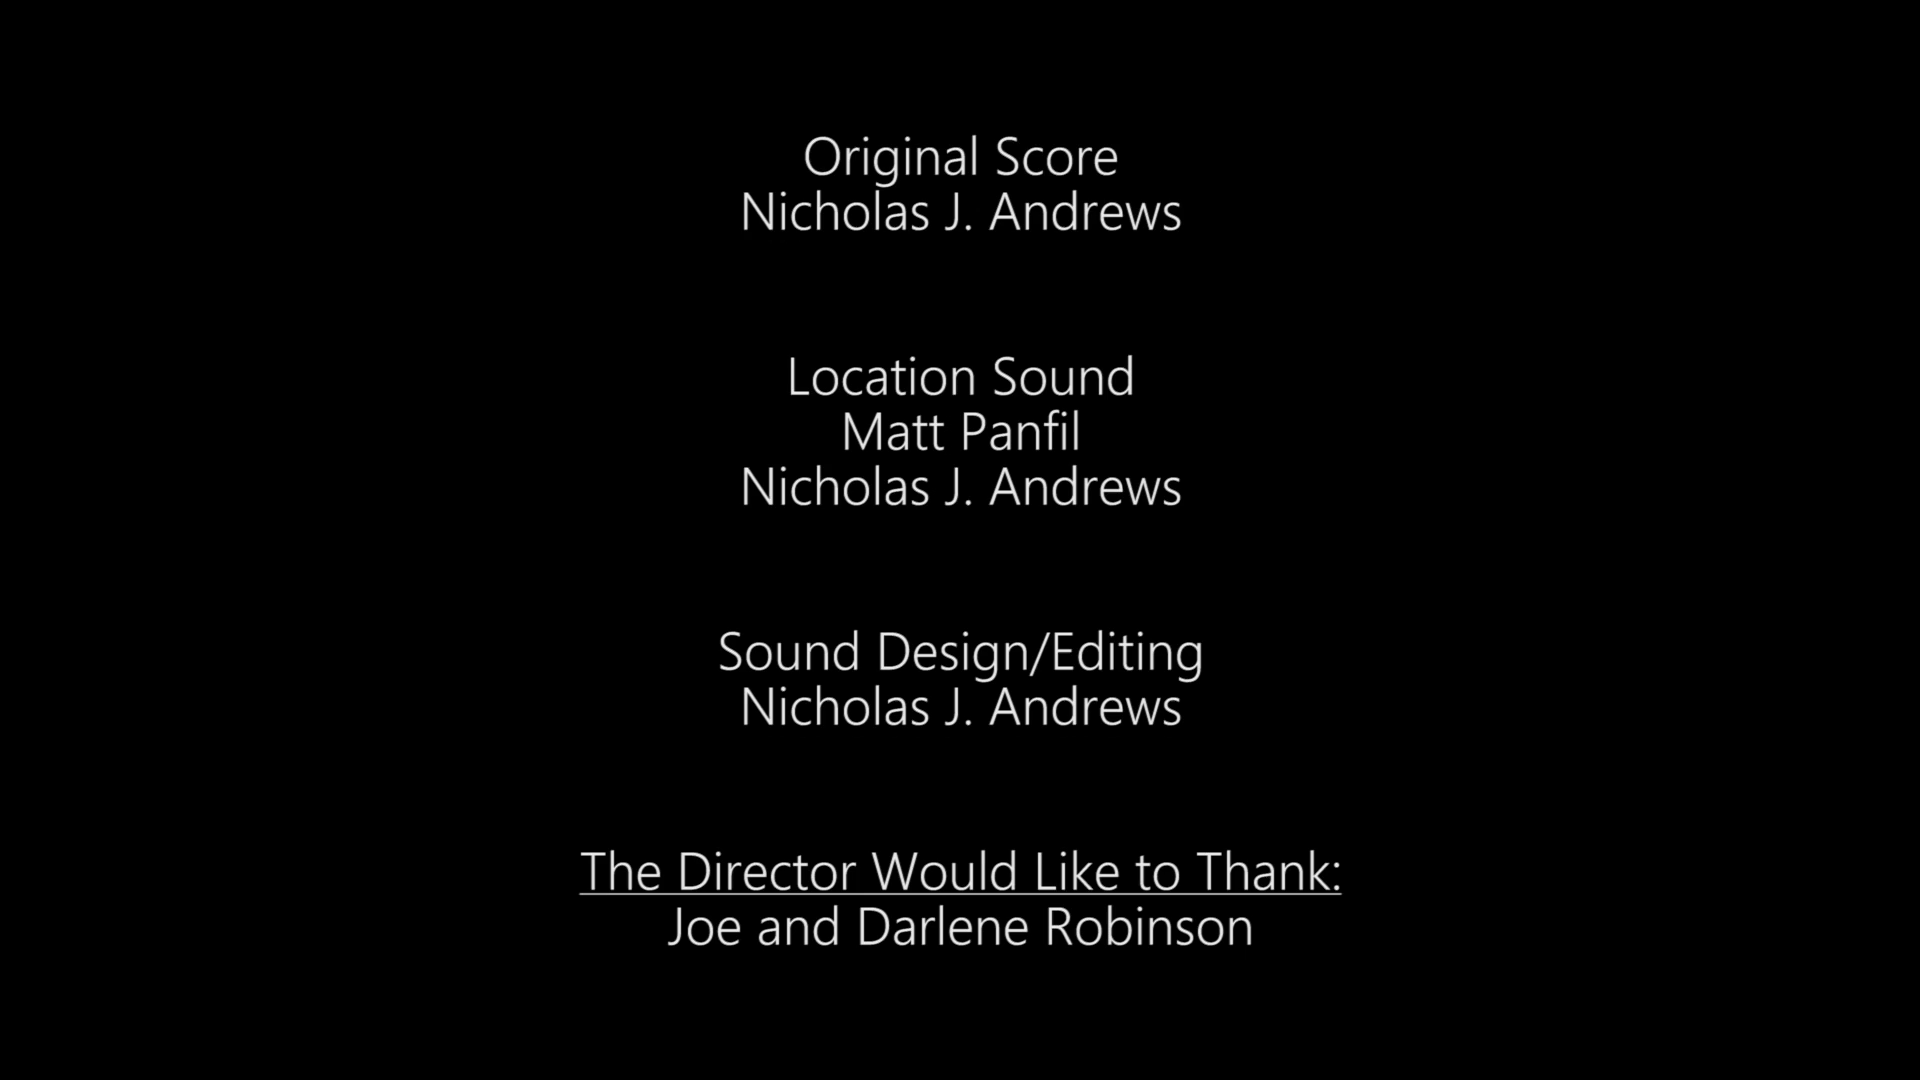 Original Score
Nicholas J. Andrews
Location Sound
Matt Panfil
Nicholas J. Andrews
Sound Design/Editing
Nicholas J. Andrews
The Director Would Like to Thank:
Joe and Darlene Robinson